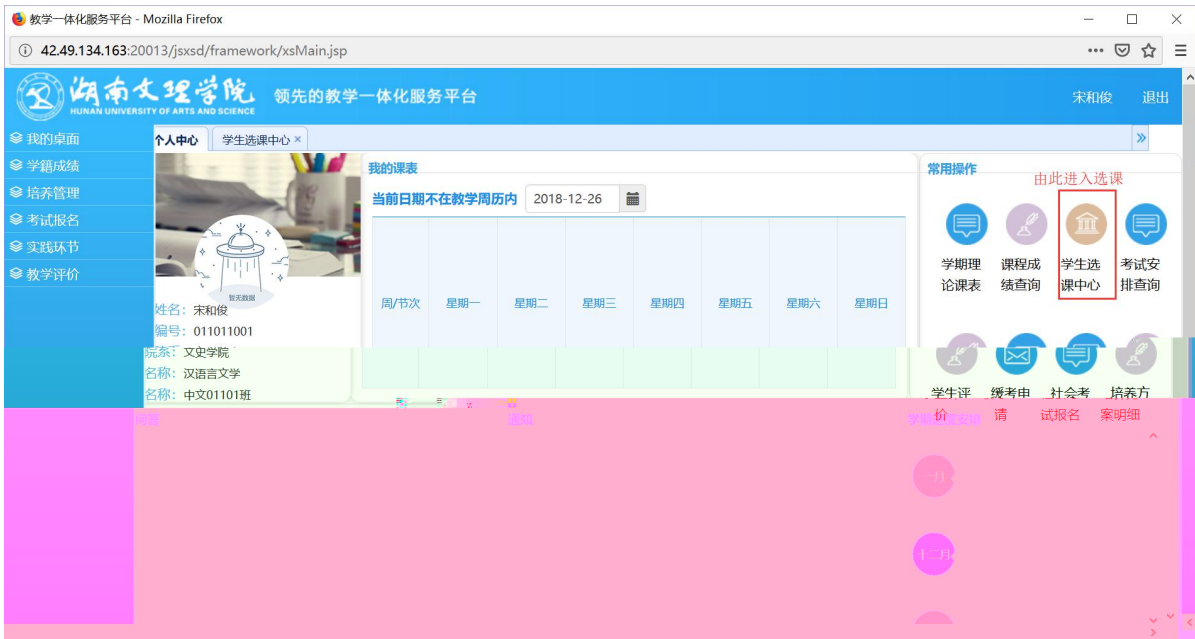 教学一体化服务平台 - Mozilla Firefox
42.49.134.163:20013/jsxsd/framework/xsMain.jsp
湖南文理学院
HUNAN UNIVERSITY OF ARTS AND SCIENCE
领先的教学一体化服务平台
宋和俊 退出
我的桌面
学籍成绩
培养管理
考试报名
实践环节
教学评价
个人中心 学生选课中心 ×
暂无数据
姓名：宋和俊
编号：011011001
院系：文史学院
名称：汉语言文学
名称：中文01101班
我的课表
当前日期不在教学周历内 2018-12-26
周/节次 星期一 星期二 星期三 星期四 星期五 星期六 星期日
常用操作
由此进入选课
学期理论课表
课程成绩查询
学生选课中心
考试安排查询
学生评价
缓考申请
社会考试报名
培养方案明细
问答
通知
一月
十二月